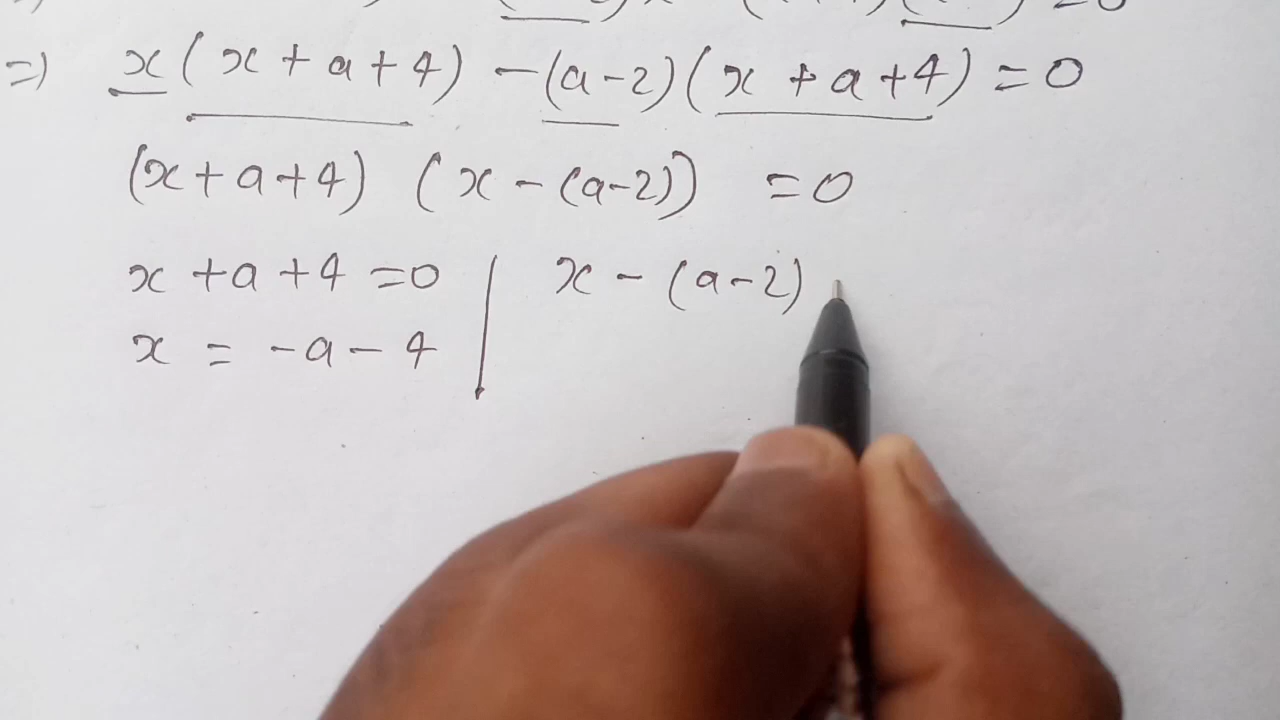 =) x(x+a+4) -(a-2)(x+a+4)=0
(x+a+4) (x-(a-2)) =0
x+a+4=0 | x-(a-2)
x = -a-4